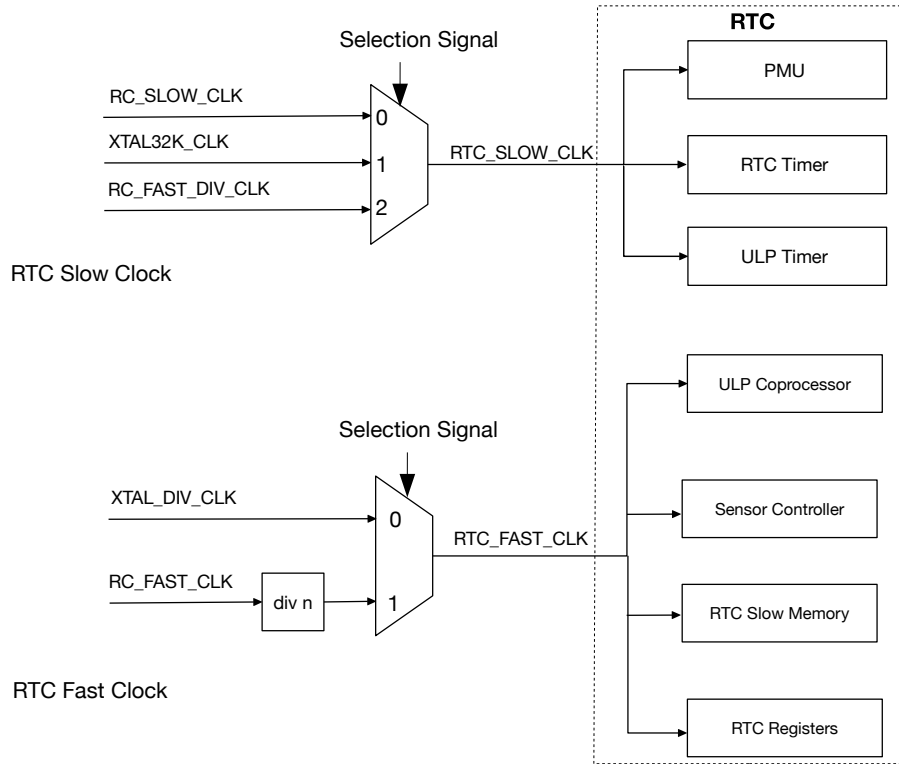 RTC
Selection Signal
PMU
RC_SLOW_CLK
0
XTAL32K_CLK
1
RTC_SLOW_CLK
RTC Timer
RC_FAST_DIV_CLK
2
ULP Timer
RTC Slow Clock
ULP Coprocessor
Selection Signal
XTAL_DIV_CLK
0
Sensor Controller
RTC_FAST_CLK
RC_FAST_CLK
div n
1
RTC Slow Memory
RTC Fast Clock
RTC Registers